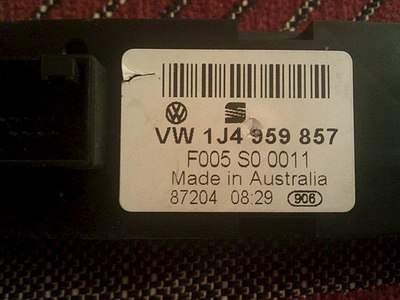 VW 1J4 959 857
F005 S0 0011
Made in Australia
87204 08:29 906